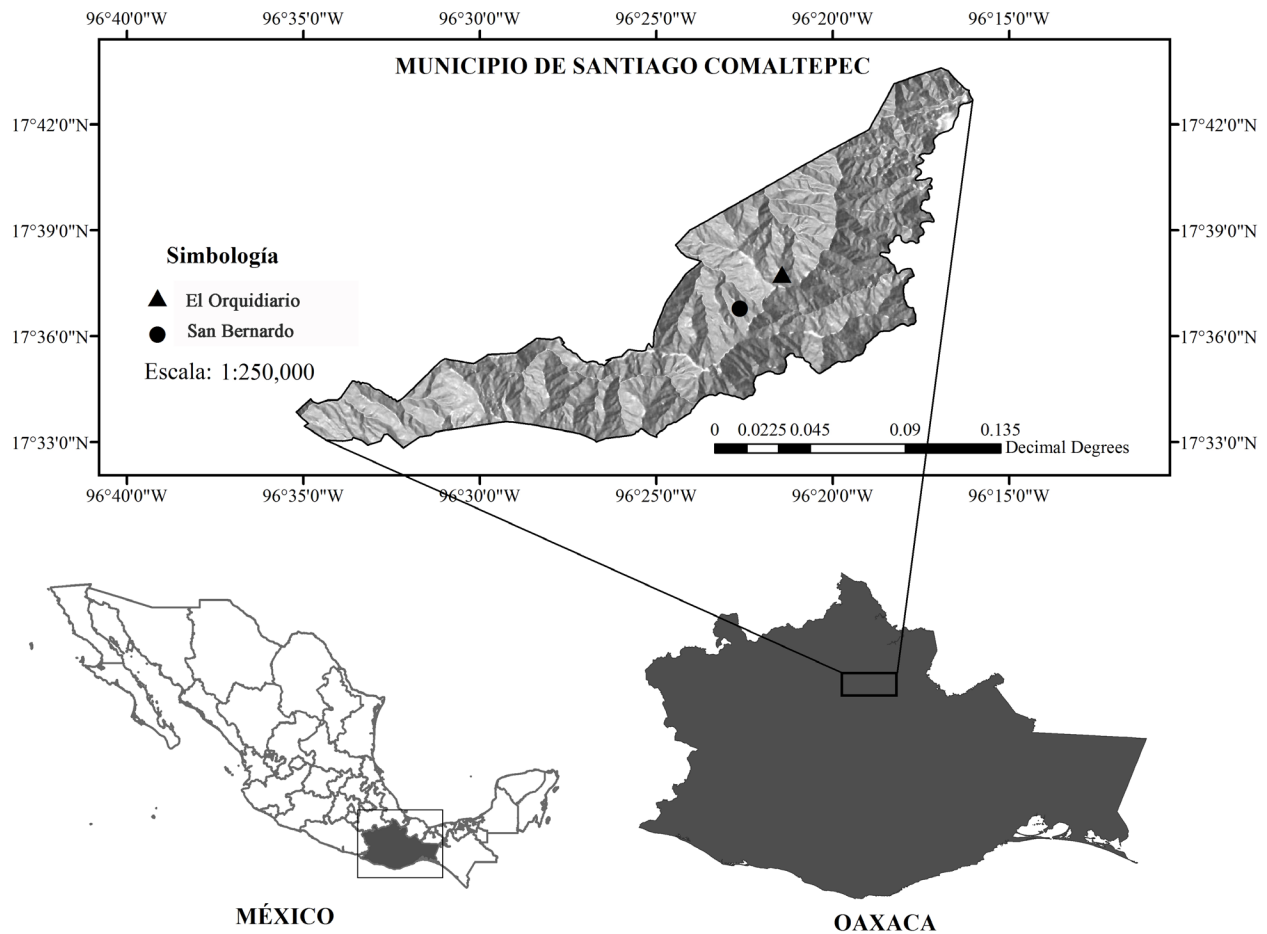 96°40'0"W 96°35'0"W 96°30'0"W 96°25'0"W 96°20'0"W 96°15'0"W
MUNICIPIO DE SANTIAGO COMALTEPEC
17°42'0"N 17°42'0"N
17°39'0"N 17°39'0"N
Simbología
El Orquidiario
San Bernardo
17°36'0"N 17°36'0"N
Escala: 1:250,000
0 0.0225 0.045 0.09 0.135
Decimal Degrees
17°33'0"N 17°33'0"N
96°40'0"W 96°35'0"W 96°30'0"W 96°25'0"W 96°20'0"W 96°15'0"W
MÉXICO
OAXACA